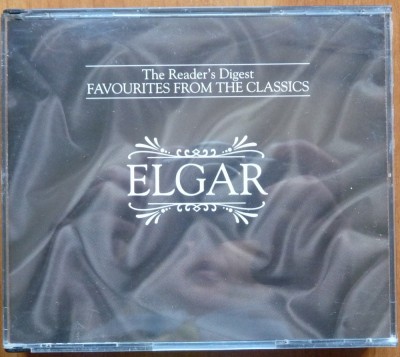 The Reader's Digest
FAVOURITES FROM THE CLASSICS
ELGAR